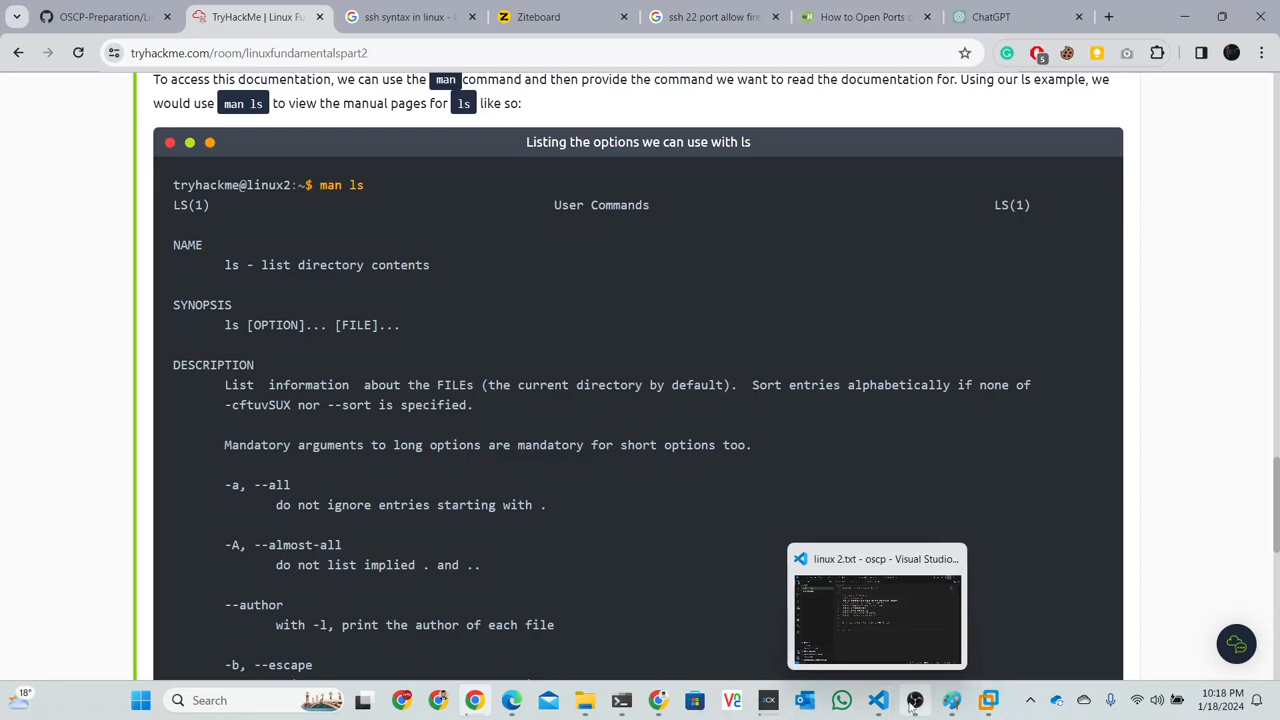 OSCP-Preparation/Lin
TryHackMe | Linux Fu
ssh syntax in linux - G
Ziteboard
ssh 22 port allow fire
How to Open Ports o
ChatGPT
tryhackme.com/room/linuxfundamentalspart2
5
To access this documentation, we can use the man command and then provide the command we want to read the documentation for. Using our ls example, we
would use man ls to view the manual pages for ls like so:
Listing the options we can use with ls
tryhackme@linux2:~$ man ls
LS(1) User Commands LS(1)
NAME
ls - list directory contents
SYNOPSIS
ls [OPTION]... [FILE]...
DESCRIPTION
List information about the FILEs (the current directory by default). Sort entries alphabetically if none of
-cftuvSUX nor --sort is specified.
Mandatory arguments to long options are mandatory for short options too.
-a, --all
do not ignore entries starting with .
-A, --almost-all
do not list implied . and ..
--author
with -l, print the author of each file
-b, --escape
linux 2.txt - oscp - Visual Studio...
18°
Search
10:18 PM
1/18/2024